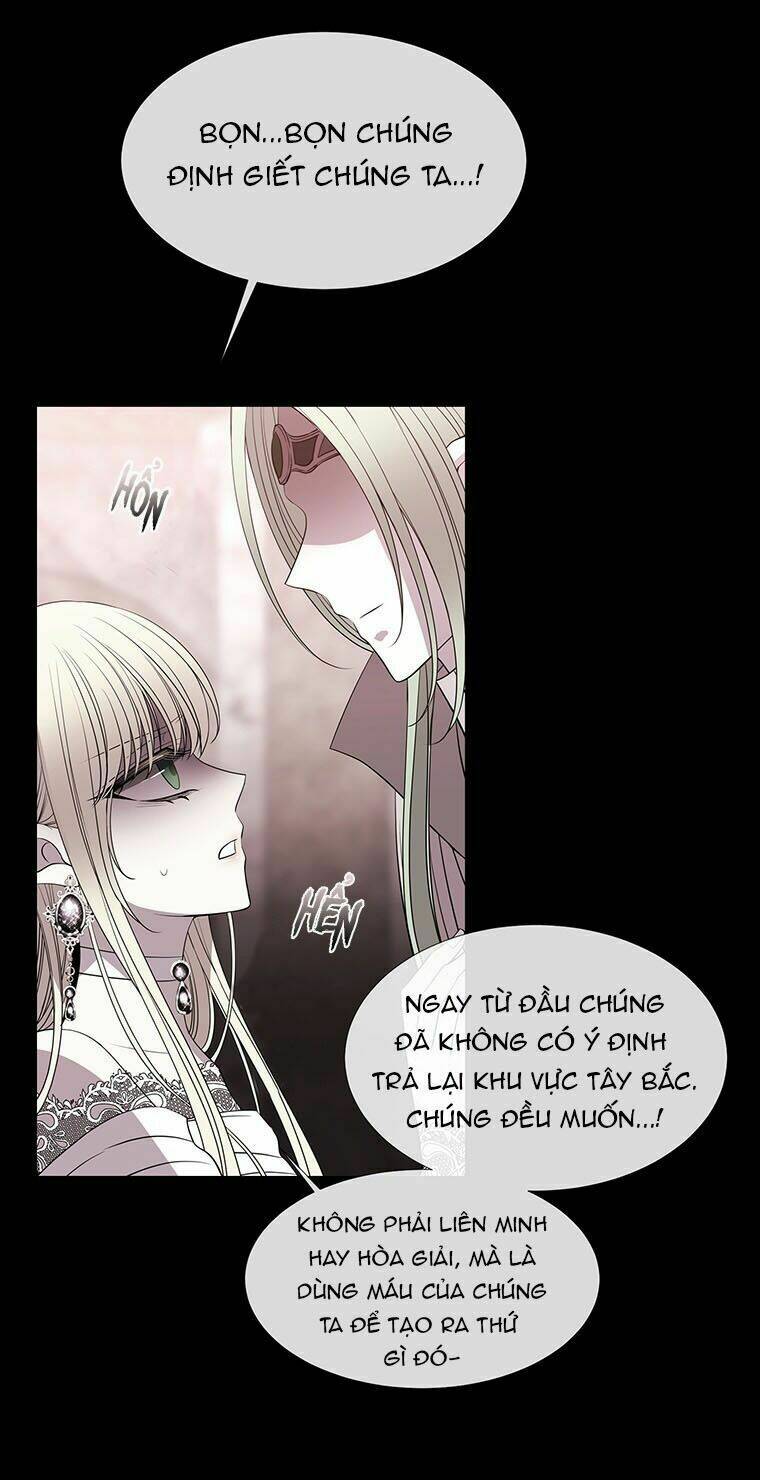 BỌN...BỌN CHÚNG
ĐỊNH GIẾT CHÚNG TA...!
HỔN
HỂN
NGAY TỪ ĐẦU CHÚNG
ĐÃ KHÔNG CÓ Ý ĐỊNH
TRẢ LẠI KHU VỰC TÂY BẮC.
CHÚNG ĐỀU MUỐN...!
KHÔNG PHẢI LIÊN MINH
HAY HÒA GIẢI, MÀ LÀ
DÙNG MÁU CỦA CHÚNG
TA ĐỂ TẠO RA THỨ
GÌ ĐÓ-